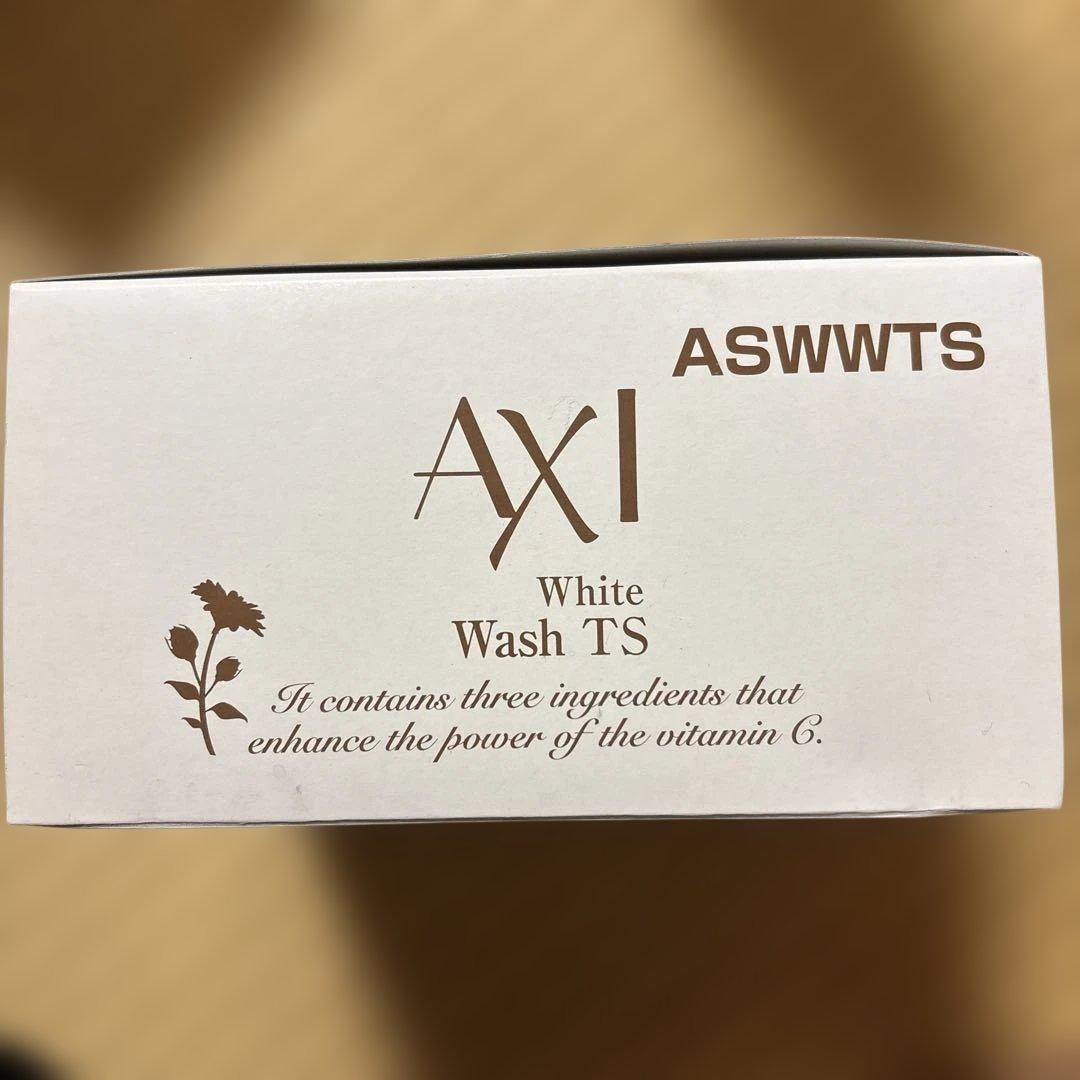 ASWWTS
AXI
White
Wash TS
It contains three ingredients that
enhance the power of the vitamin C.